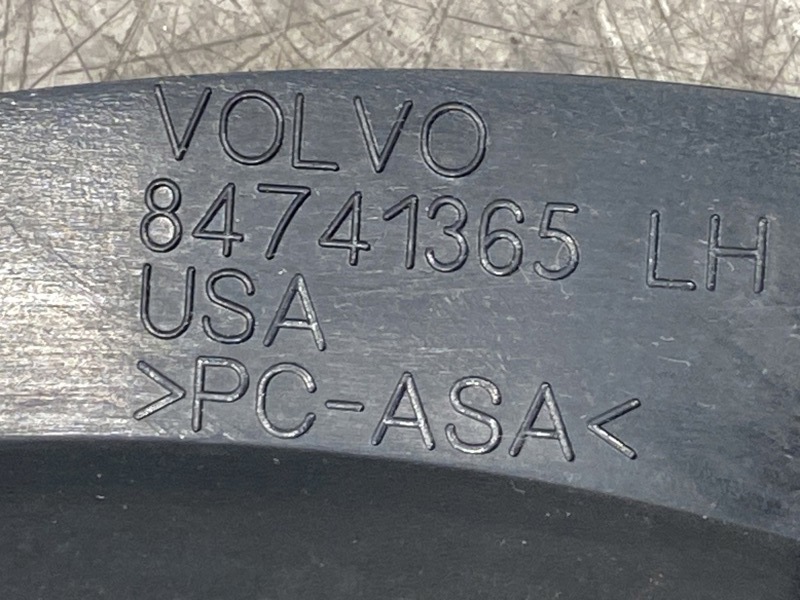 VOLVO
84741365 LH
USA
>PC-ASA<